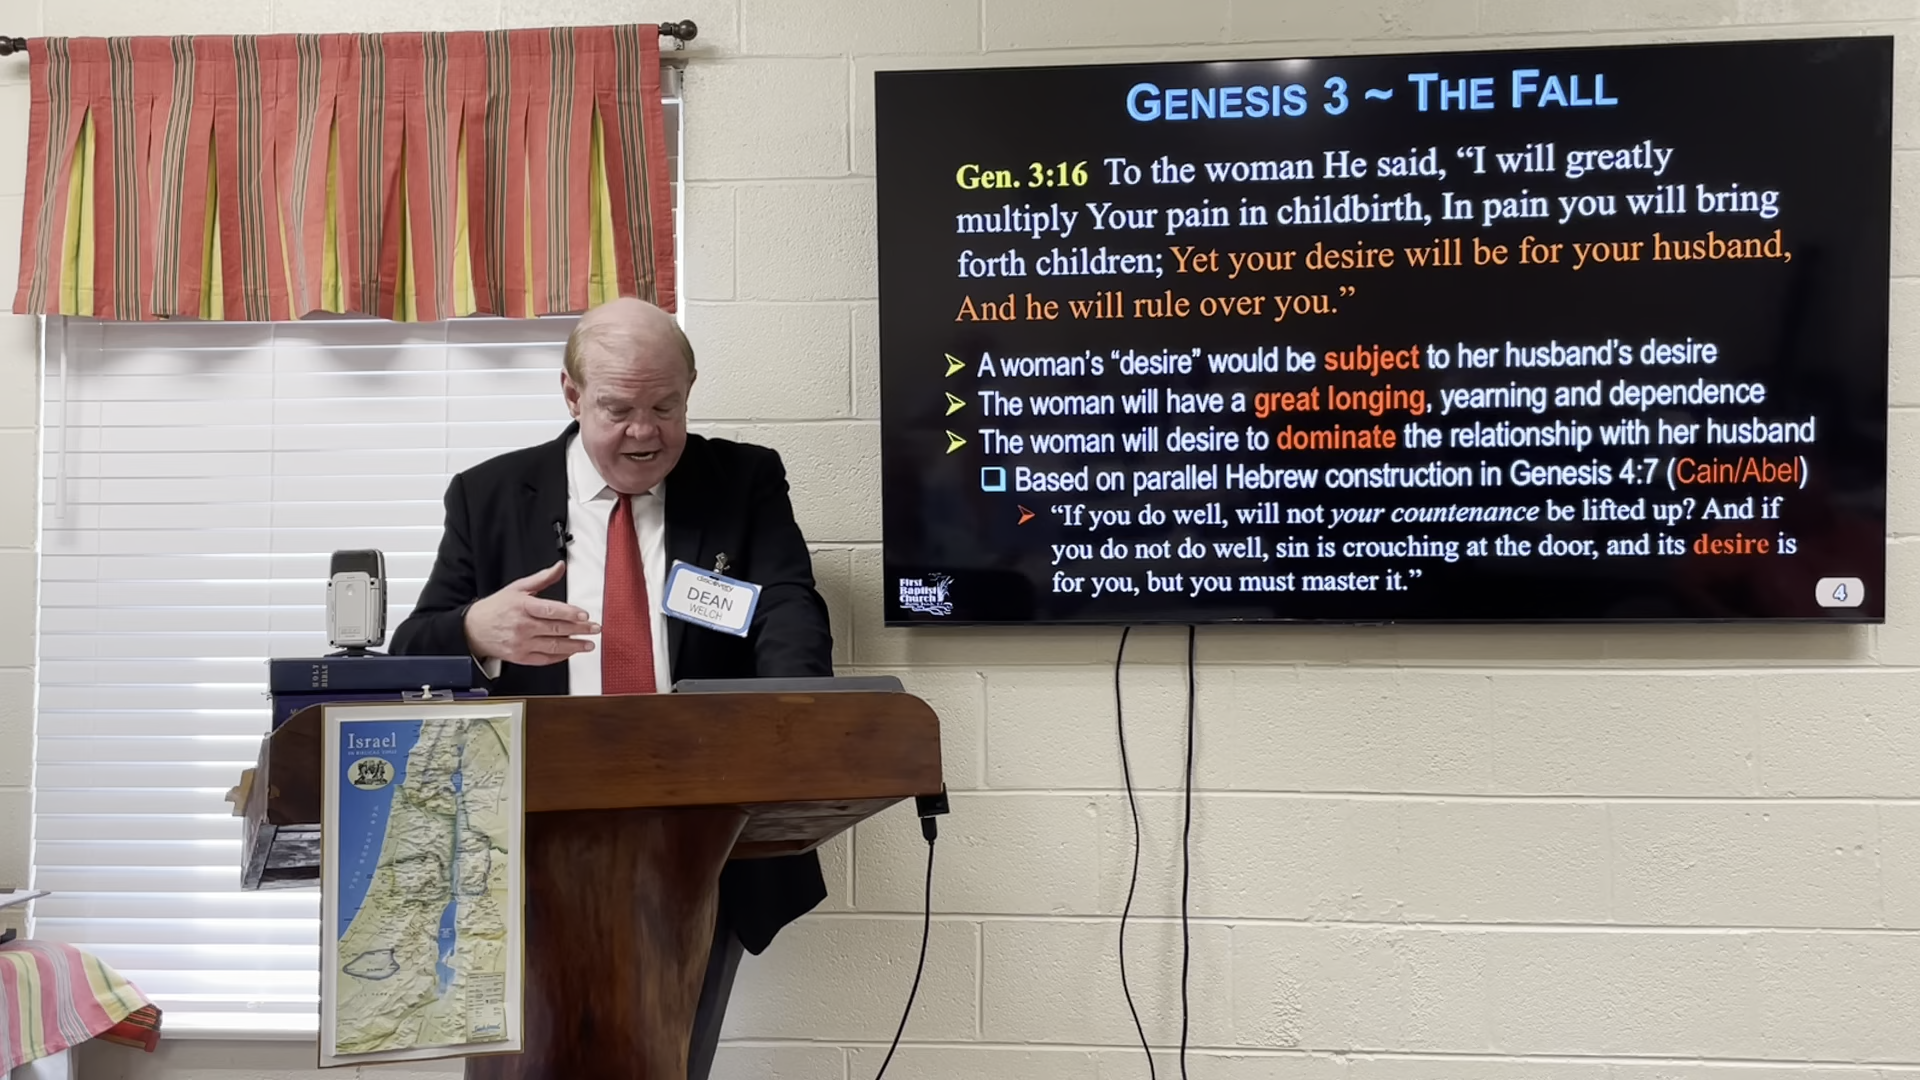 GENESIS 3 ~ THE FALL
Gen. 3:16 To the woman He said, “I will greatly
multiply Your pain in childbirth, In pain you will bring
forth children; Yet your desire will be for your husband,
And he will rule over you.”
➢ A woman’s “desire” would be subject to her husband’s desire
➢ The woman will have a great longing, yearning and dependence
➢ The woman will desire to dominate the relationship with her husband
❑ Based on parallel Hebrew construction in Genesis 4:7 (Cain/Abel)
➢ “If you do well, will not your countenance be lifted up? And if
you do not do well, sin is crouching at the door, and its desire is
for you, but you must master it.”
First
Baptist
Church
4
discovery
DEAN
WELCH
HOLY
BIBLE
Israel